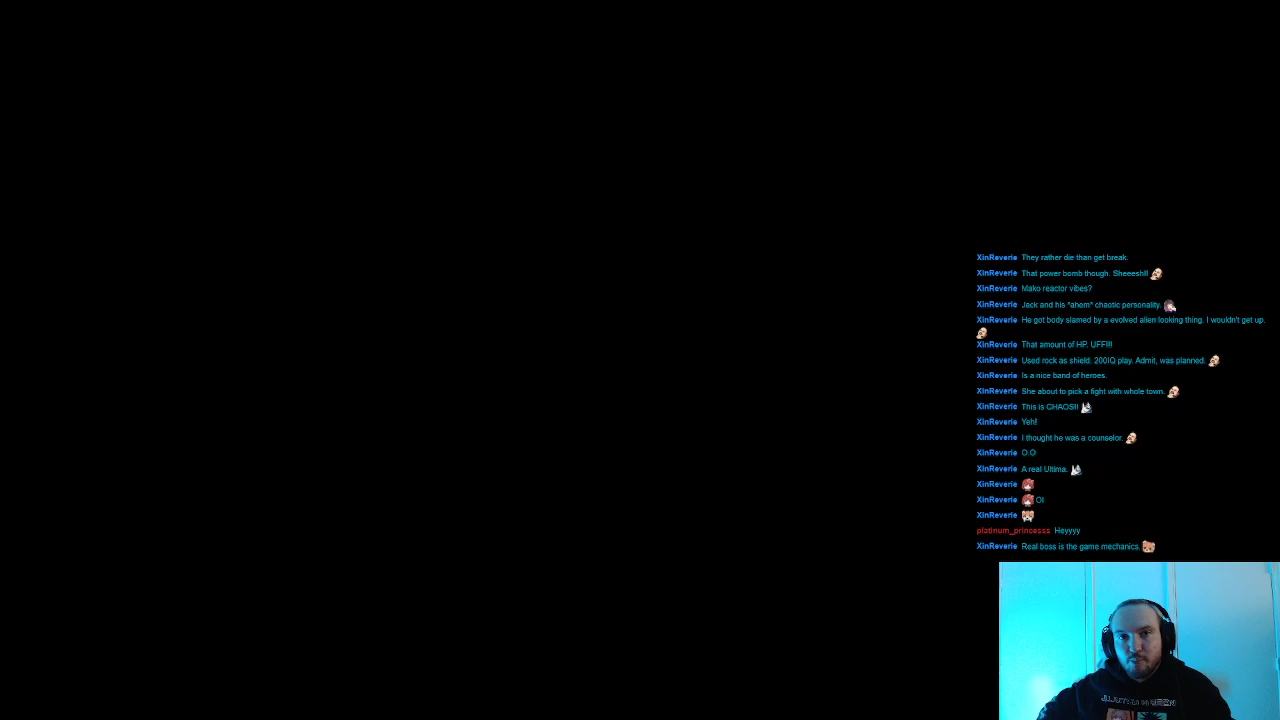 XinReverie They rather die than get break.
XinReverie That power bomb though. Sheeesh!!
XinReverie Mako reactor vibes?
XinReverie Jack and his *ahem* chaotic personality.
XinReverie He got body slamed by a evolved alien looking thing. I wouldn't get up.
XinReverie That amount of HP. UFF!!!
XinReverie Used rock as shield. 200IQ play. Admit, was planned.
XinReverie Is a nice band of heroes.
XinReverie She about to pick a fight with whole town.
XinReverie This is CHAOS!!
XinReverie Yeh!
XinReverie I thought he was a counselor.
XinReverie O.O
XinReverie A real Ultima.
XinReverie
XinReverie OI
XinReverie
platinum_princesss Heyyyy
XinReverie Real boss is the game mechanics.